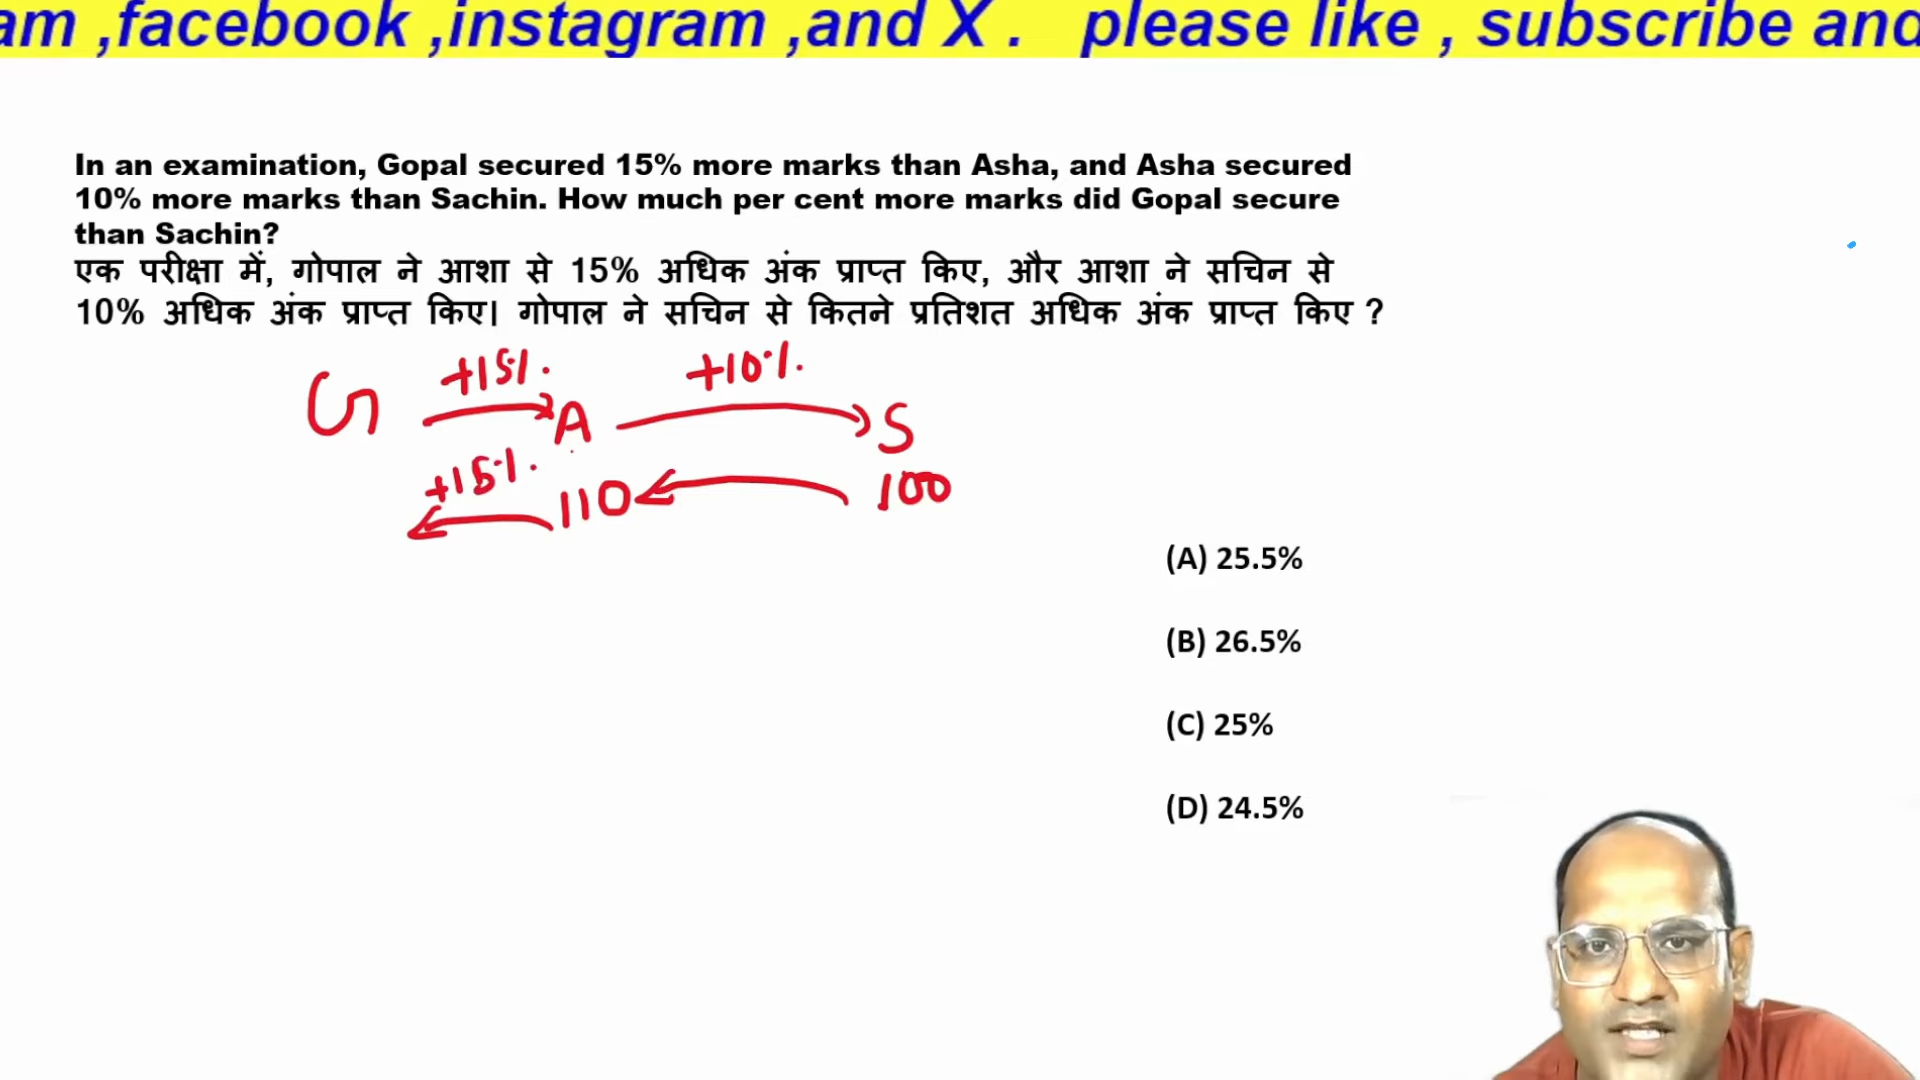 am ,facebook ,instagram ,and X .   please like , subscribe and
In an examination, Gopal secured 15% more marks than Asha, and Asha secured
10% more marks than Sachin. How much per cent more marks did Gopal secure
than Sachin?
एक परीक्षा में, गोपाल ने आशा से 15% अधिक अंक प्राप्त किए, और आशा ने सचिन से
10% अधिक अंक प्राप्त किए। गोपाल ने सचिन से कितने प्रतिशत अधिक अंक प्राप्त किए ?
+15% +10%
G A S
+15% 110 100
(A) 25.5%
(B) 26.5%
(C) 25%
(D) 24.5%